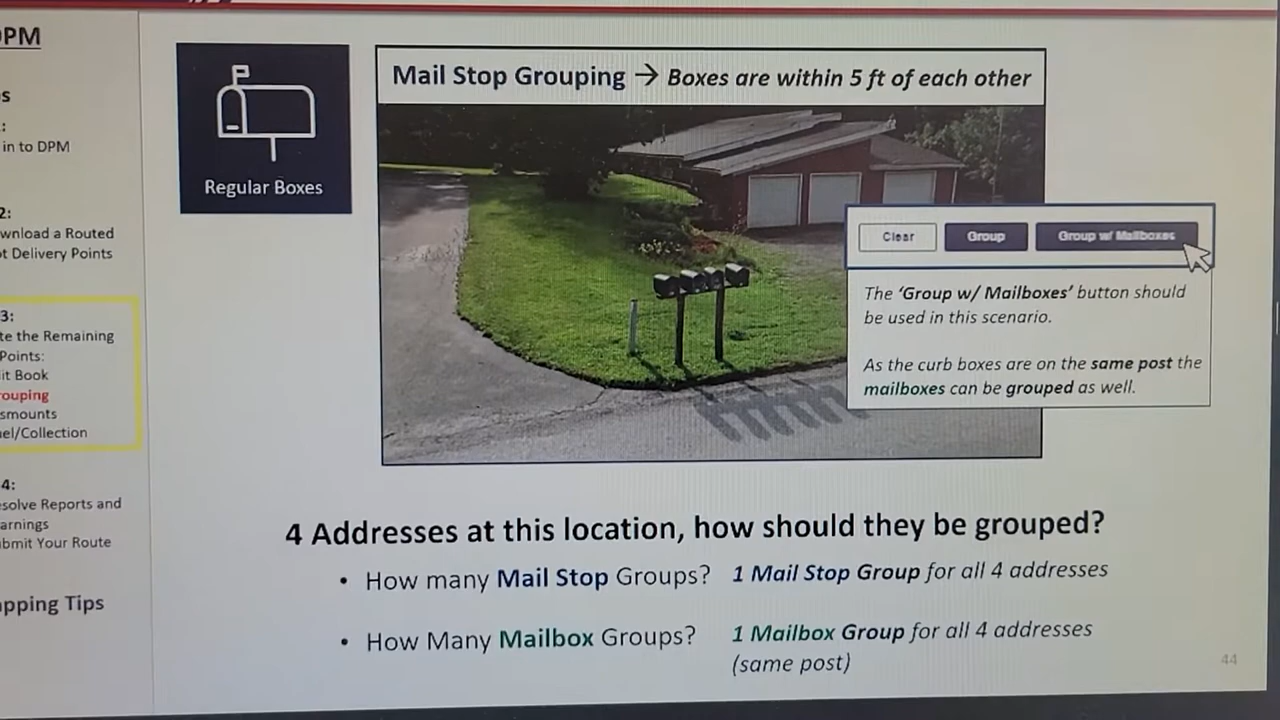 DPM
s
:
in to DPM
2:
wnload a Routed
ot Delivery Points
3:
te the Remaining
Points:
it Book
rouping
smounts
nel/Collection
4:
esolve Reports and
arnings
ubmit Your Route
apping Tips
Regular Boxes
Mail Stop Grouping → Boxes are within 5 ft of each other
Clear
Group
Group w/ Mailboxes
The ‘Group w/ Mailboxes’ button should
be used in this scenario.
As the curb boxes are on the same post the
mailboxes can be grouped as well.
4 Addresses at this location, how should they be grouped?
• How many Mail Stop Groups? 1 Mail Stop Group for all 4 addresses
• How Many Mailbox Groups? 1 Mailbox Group for all 4 addresses
(same post)
44